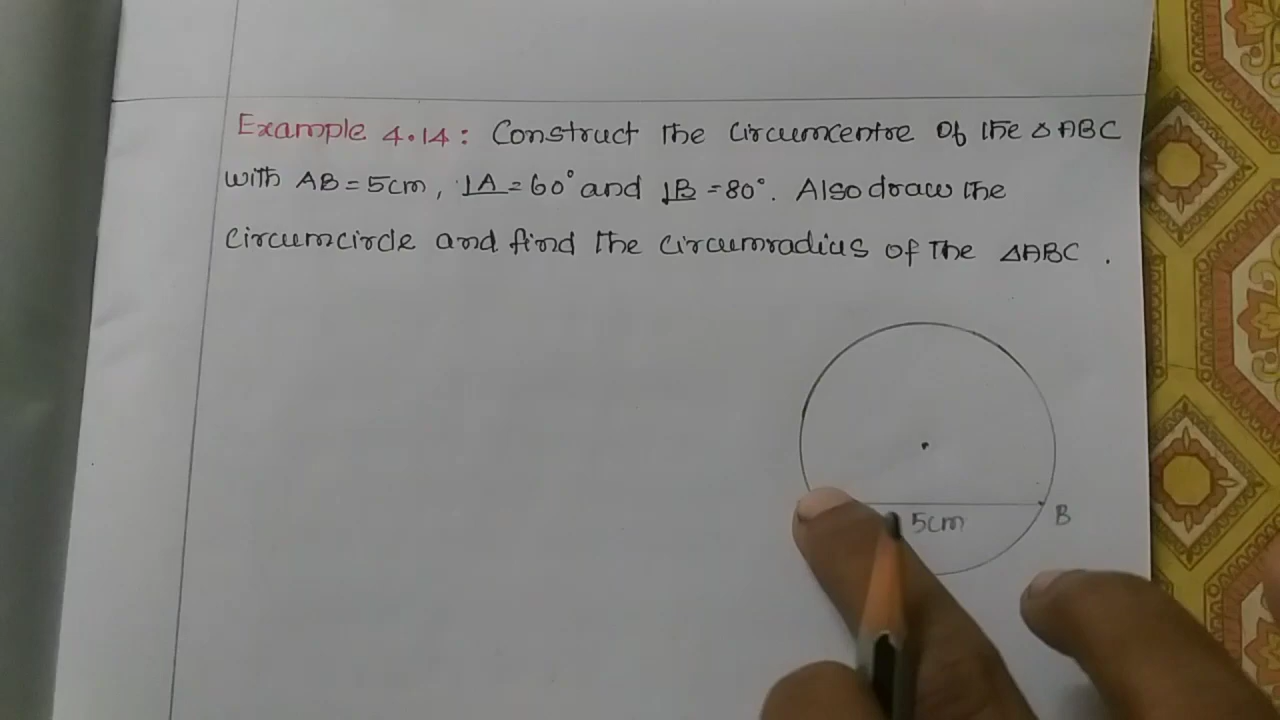 Example 4.14: Construct the circumcentre of the △ABC
with AB = 5cm, ∠A = 60° and ∠B = 80°. Also draw the
circumcircle and find the circumradius of the △ABC.
5cm
B